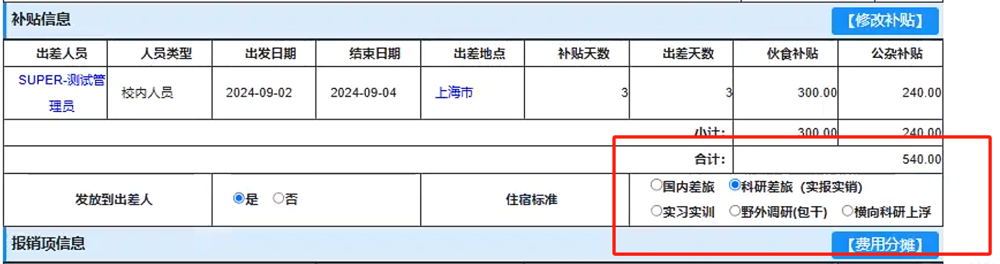 补贴信息 【修改补贴】
出差人员 人员类型 出发日期 结束日期 出差地点 补贴天数 出差天数 伙食补贴 公杂补贴
SUPER-测试管
理员 校内人员 2024-09-02 2024-09-04 上海市 3 3 300.00 240.00
小计: 300.00 240.00
合计: 540.00
发放到出差人 是 否 住宿标准 国内差旅 科研差旅（实报实销)
实习实训 野外调研(包干) 横向科研上浮
报销项信息 【费用分摊】